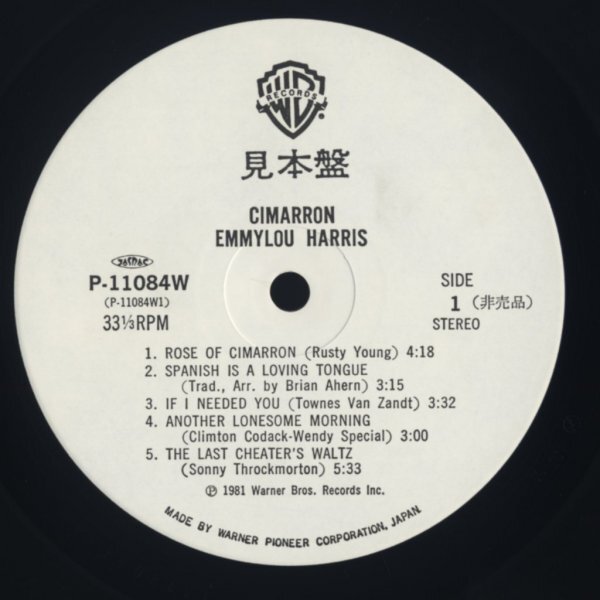 WB
RECORDS
®
見本盤
CIMARRON
EMMYLOU HARRIS
P-11084W
(P-11084W1)
33⅓RPM
SIDE
1 (非売品)
STEREO
1. ROSE OF CIMARRON (Rusty Young) 4:18
2. SPANISH IS A LOVING TONGUE
(Trad., Arr. by Brian Ahern) 3:15
3. IF I NEEDED YOU (Townes Van Zandt) 3:32
4. ANOTHER LONESOME MORNING
(Climton Codack-Wendy Special) 3:00
5. THE LAST CHEATER'S WALTZ
(Sonny Throckmorton) 5:33
℗ 1981 Warner Bros. Records Inc.
MADE BY WARNER PIONEER CORPORATION, JAPAN.